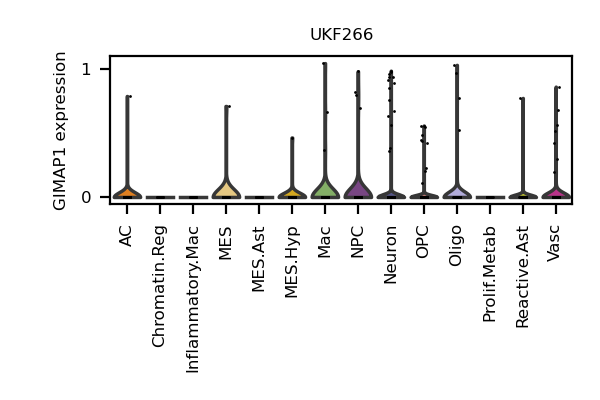 UKF266
GIMAP1 expression
1
0
AC
Chromatin.Reg
Inflammatory.Mac
MES
MES.Ast
MES.Hyp
Mac
NPC
Neuron
OPC
Oligo
Prolif.Metab
Reactive.Ast
Vasc